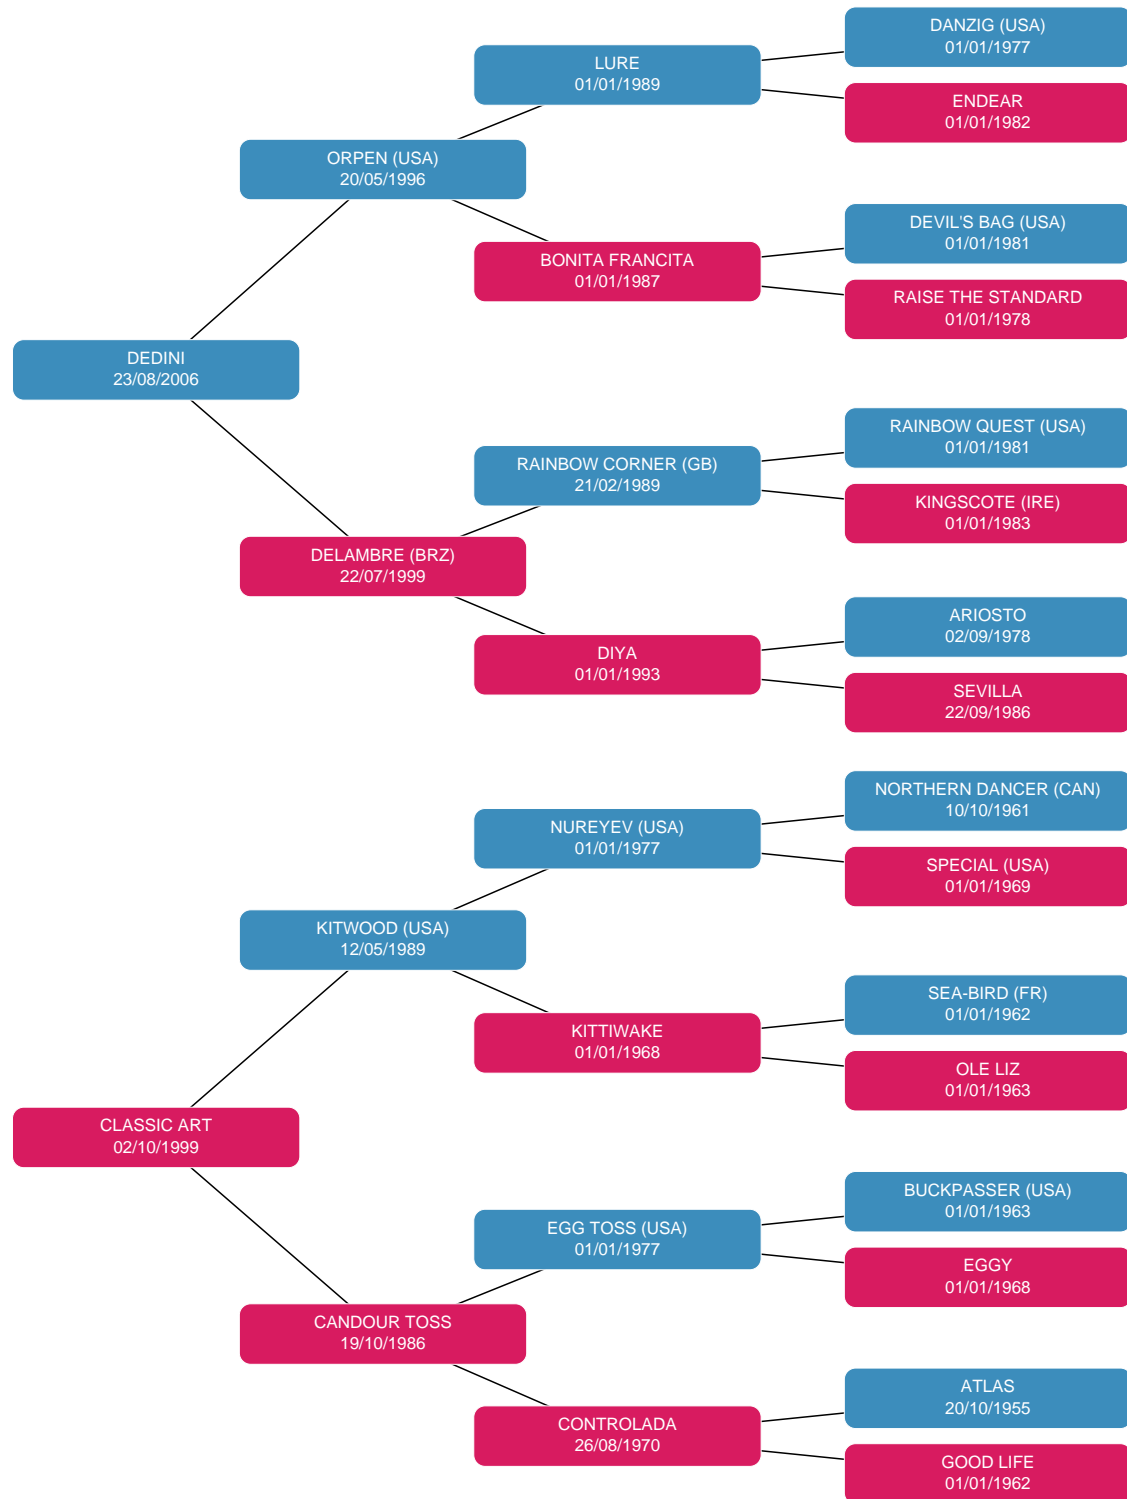 DANZIG (USA)
01/01/1977
LURE
01/01/1989
ENDEAR
01/01/1982
ORPEN (USA)
20/05/1996
DEVIL'S BAG (USA)
01/01/1981
BONITA FRANCITA
01/01/1987
RAISE THE STANDARD
01/01/1978
DEDINI
23/08/2006
RAINBOW QUEST (USA)
01/01/1981
RAINBOW CORNER (GB)
21/02/1989
KINGSCOTE (IRE)
01/01/1983
DELAMBRE (BRZ)
22/07/1999
ARIOSTO
02/09/1978
DIYA
01/01/1993
SEVILLA
22/09/1986
NORTHERN DANCER (CAN)
10/10/1961
NUREYEV (USA)
01/01/1977
SPECIAL (USA)
01/01/1969
KITWOOD (USA)
12/05/1989
SEA-BIRD (FR)
01/01/1962
KITTIWAKE
01/01/1968
OLE LIZ
01/01/1963
CLASSIC ART
02/10/1999
BUCKPASSER (USA)
01/01/1963
EGG TOSS (USA)
01/01/1977
EGGY
01/01/1968
CANDOUR TOSS
19/10/1986
ATLAS
20/10/1955
CONTROLADA
26/08/1970
GOOD LIFE
01/01/1962